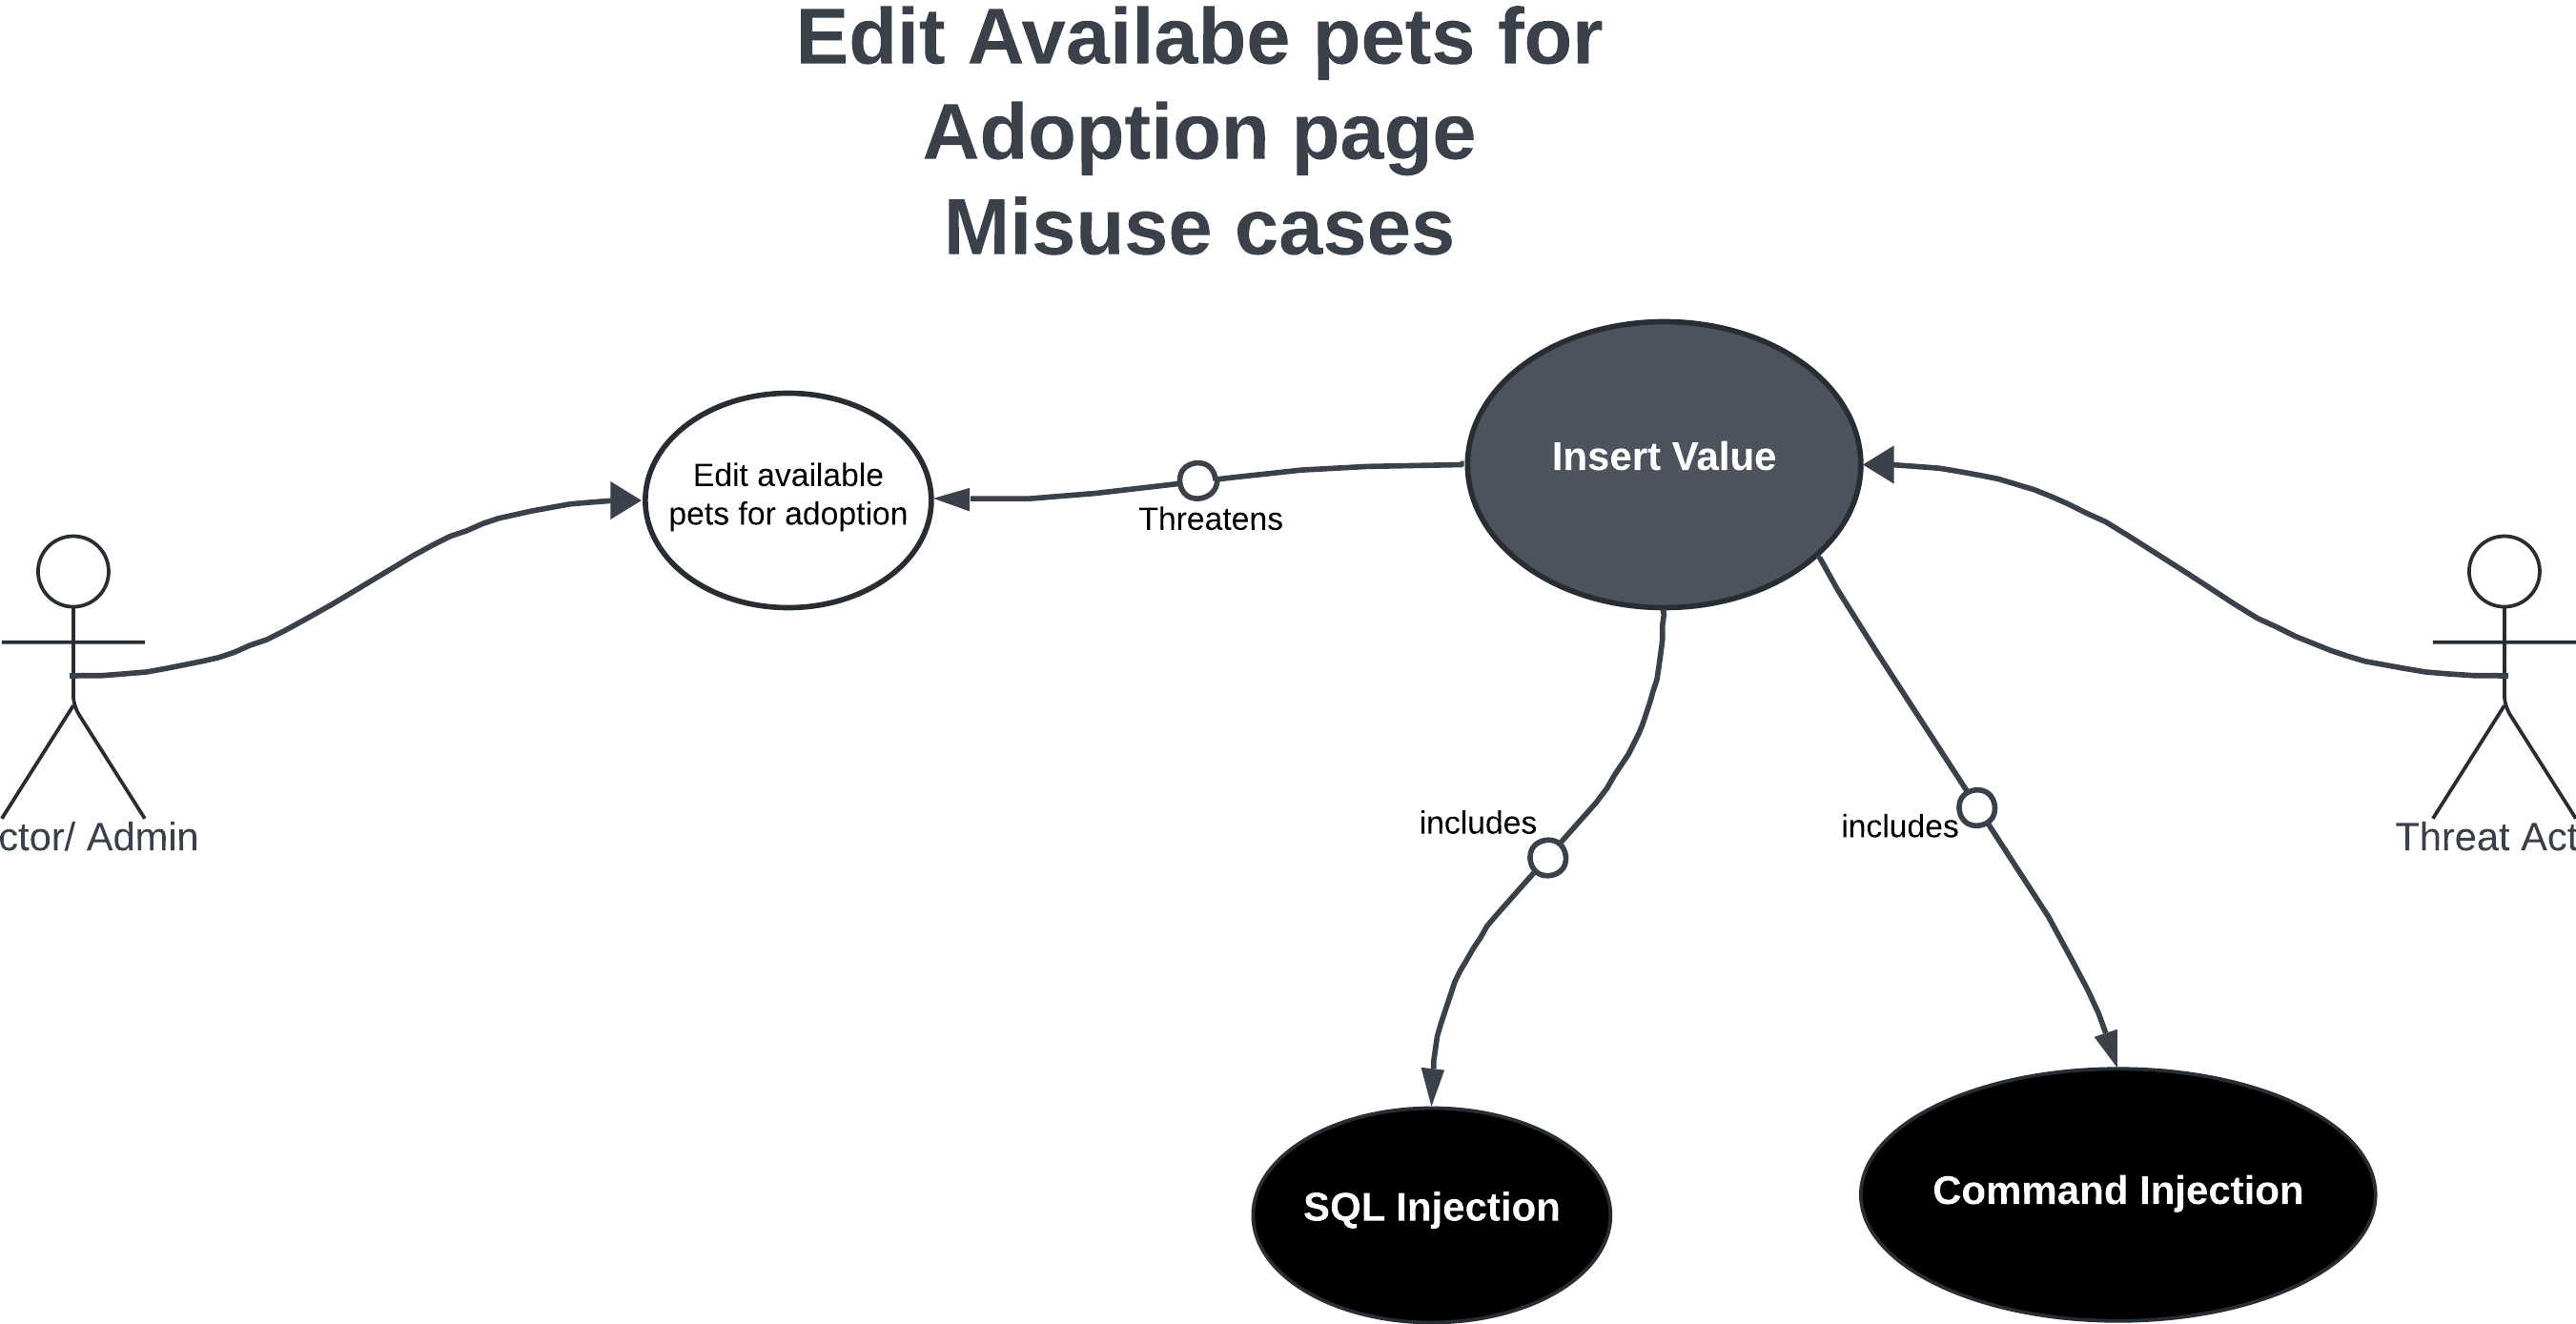 Edit Availabe pets for
Adoption page
Misuse cases
Insert Value
Edit available
pets for adoption
Threatens
includes
includes
ctor/ Admin
Threat Act
SQL Injection
Command Injection